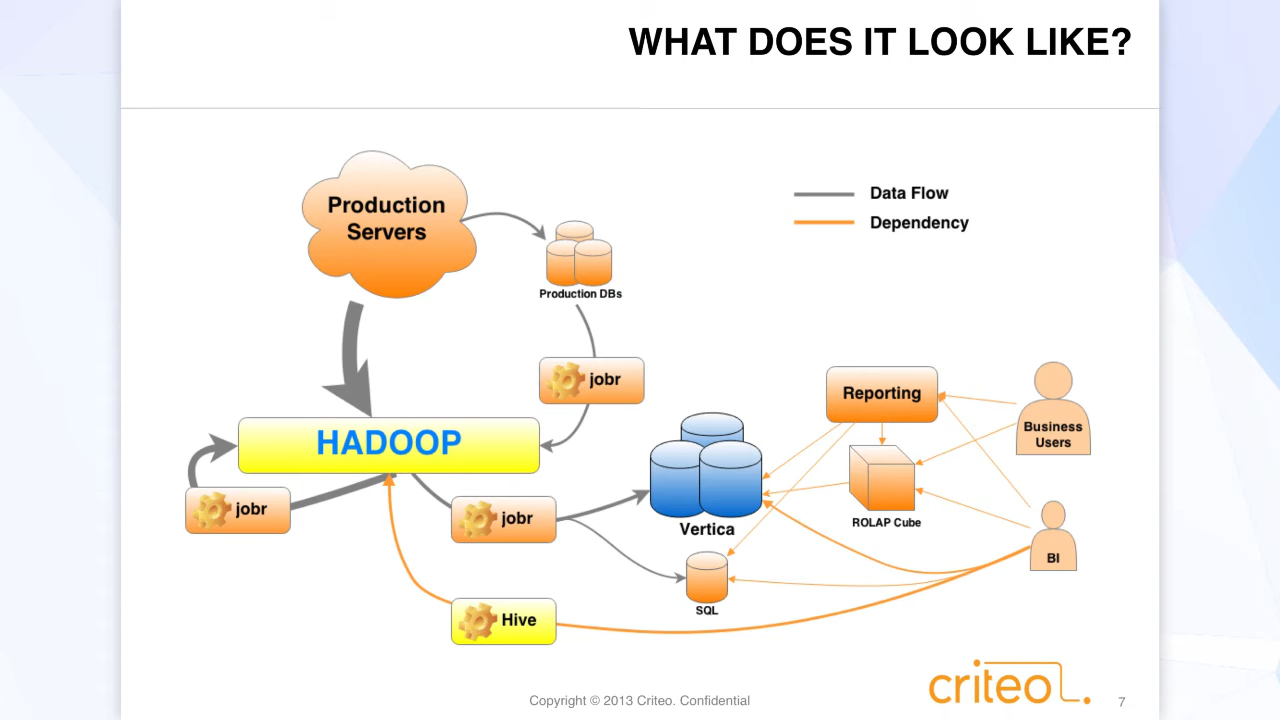 WHAT DOES IT LOOK LIKE?
Production
Servers
Data Flow
Dependency
Production DBs
jobr
Reporting
HADOOP
Business
Users
jobr
jobr
Vertica
ROLAP Cube
BI
SQL
Hive
criteo
Copyright © 2013 Criteo. Confidential
7